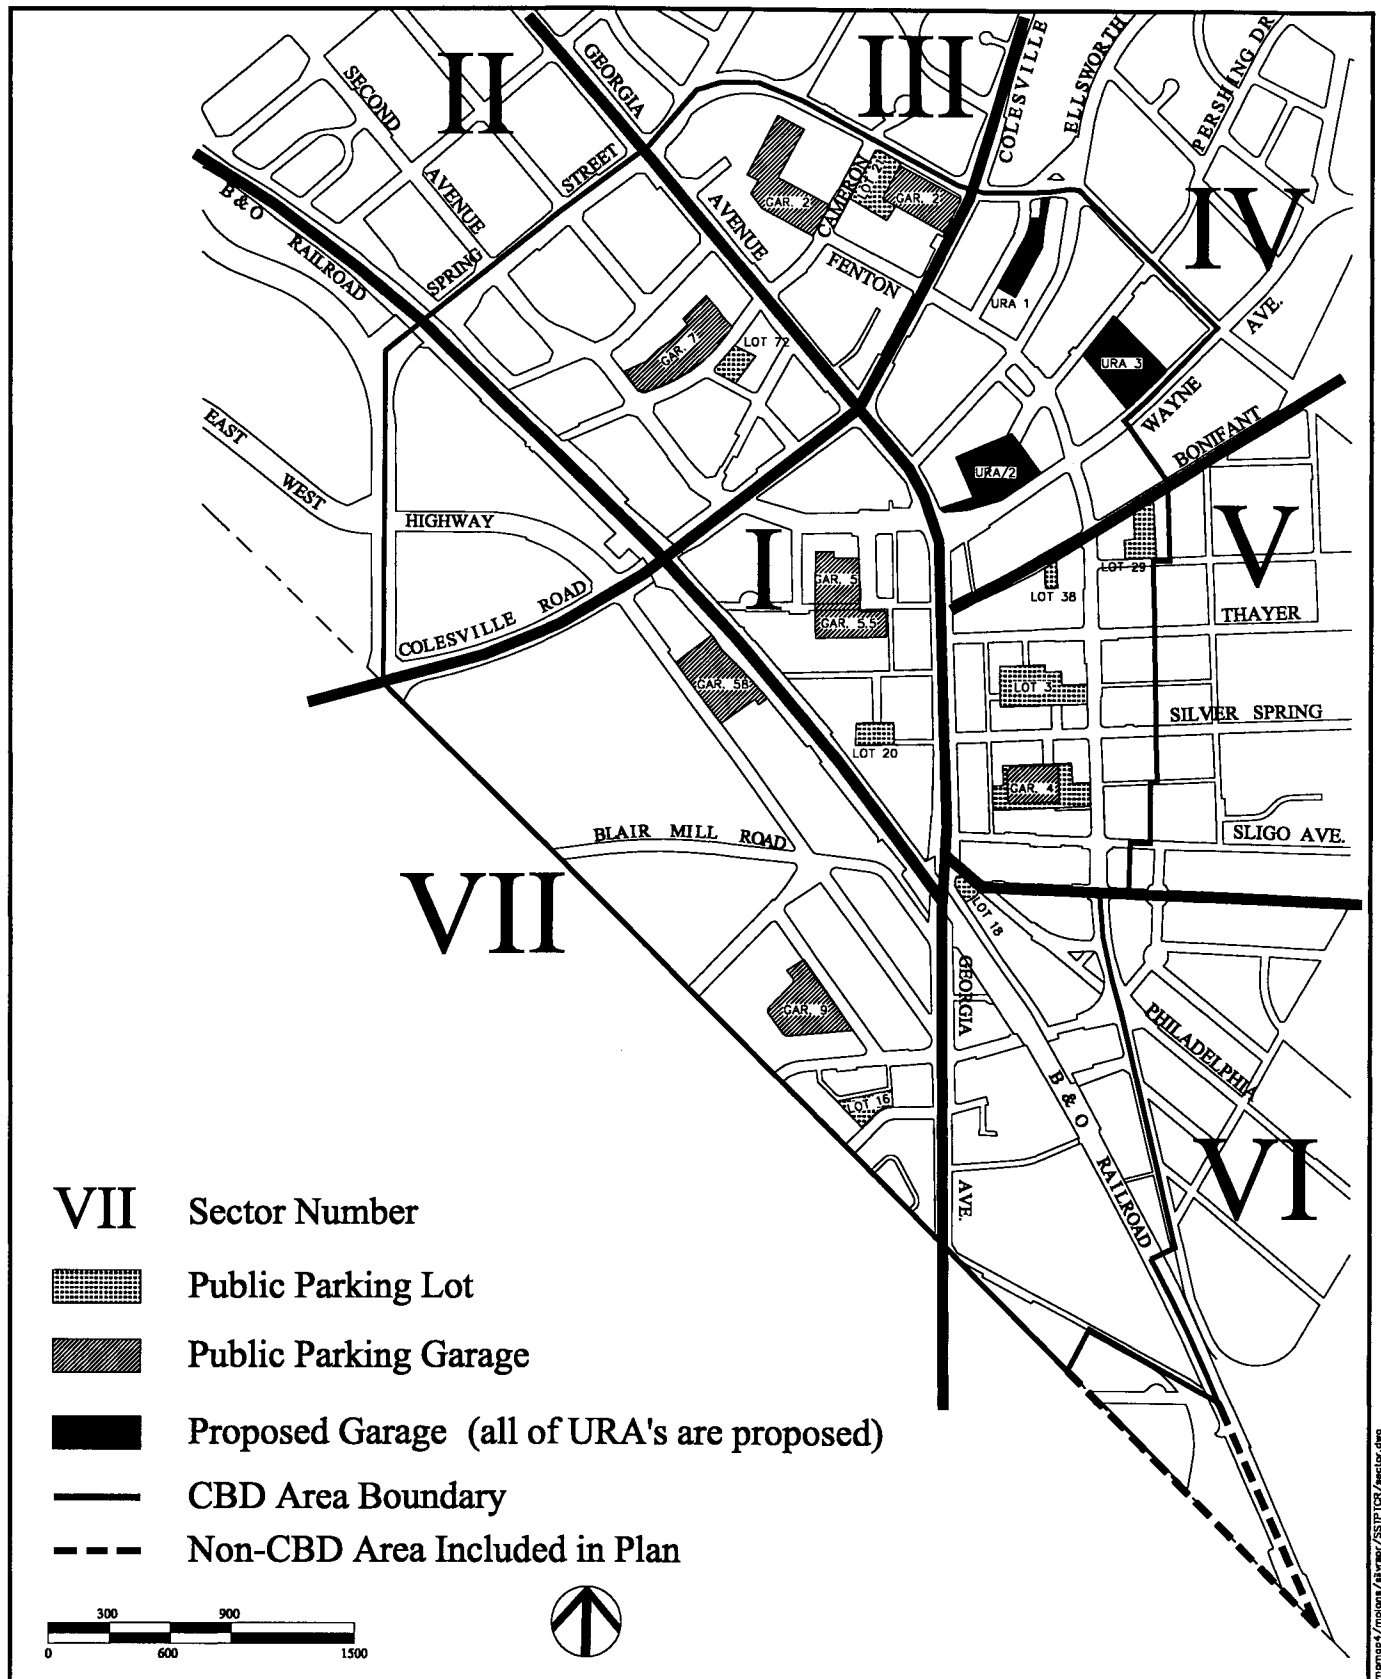 II
III
IV
GEORGIA
SECOND
COLESVILLE
ELLSWORTH
PERSHING DR.
STREET
AVENUE
CAMERON
LOT 2
GAR. 2
GAR. 2
AVENUE
B & O
RAILROAD
SPRING
FENTON
URA 1
AVE.
GAR. 7
LOT 72
URA 3
WAYNE
BONIFANT
EAST
WEST
HIGHWAY
URA/2
I
V
GAR. 5
LOT 29
LOT 38
COLESVILLE ROAD
GAR. 55
THAYER
GAR. 58
LOT 3
SILVER SPRING
LOT 20
GAR. 4
BLAIR MILL ROAD
SLIGO AVE.
VII
LOT 18
GEORGIA
GAR. 9
PHILADELPHIA
LOT 16
B & O RAILROAD
VI
AVE.
VII Sector Number
Public Parking Lot
Public Parking Garage
Proposed Garage (all of URA's are proposed)
CBD Area Boundary
Non-CBD Area Included in Plan
300 900
0 600 1500